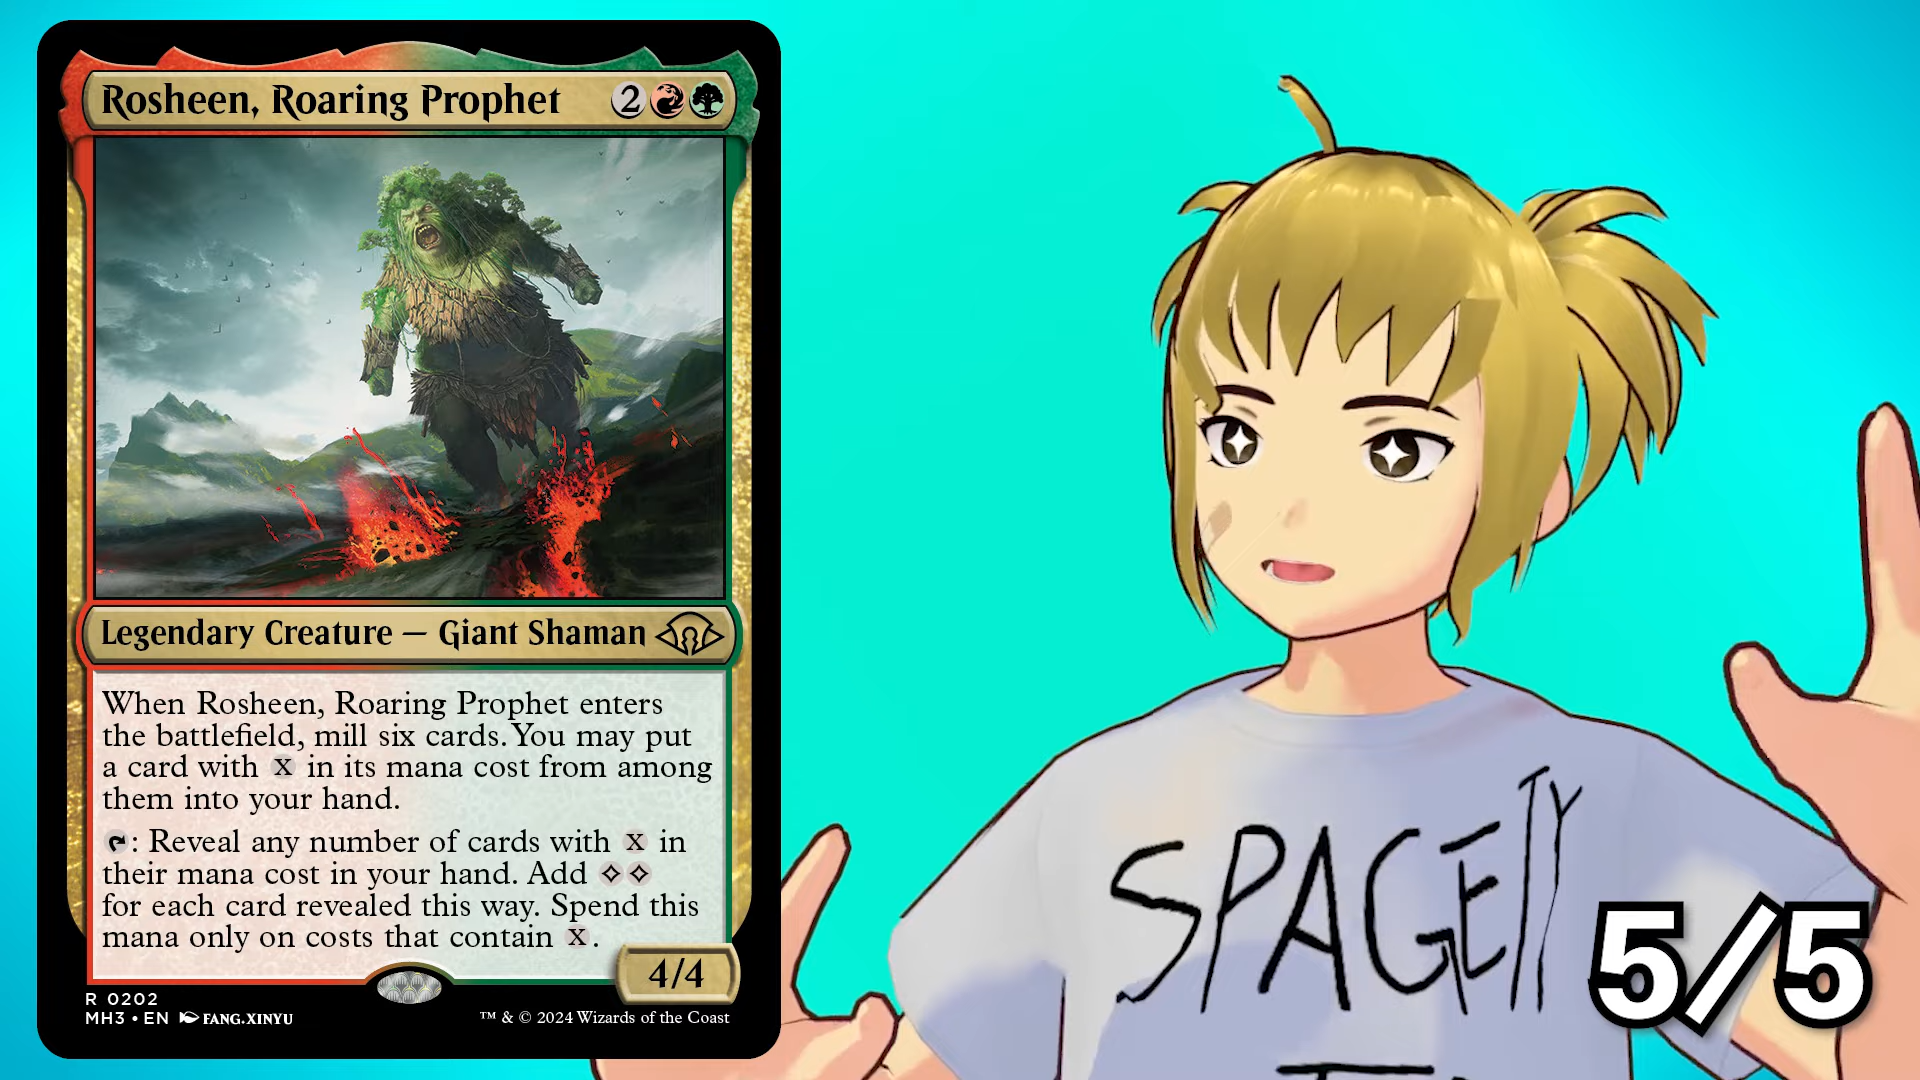 Rosheen, Roaring Prophet 2
Legendary Creature — Giant Shaman
When Rosheen, Roaring Prophet enters
the battlefield, mill six cards. You may put
a card with X in its mana cost from among
them into your hand.
: Reveal any number of cards with X in
their mana cost in your hand. Add
for each card revealed this way. Spend this
mana only on costs that contain X.
4/4
R 0202
MH3 • EN FANG.XINYU
™ & © 2024 Wizards of the Coast
SPAGETTY
5/5